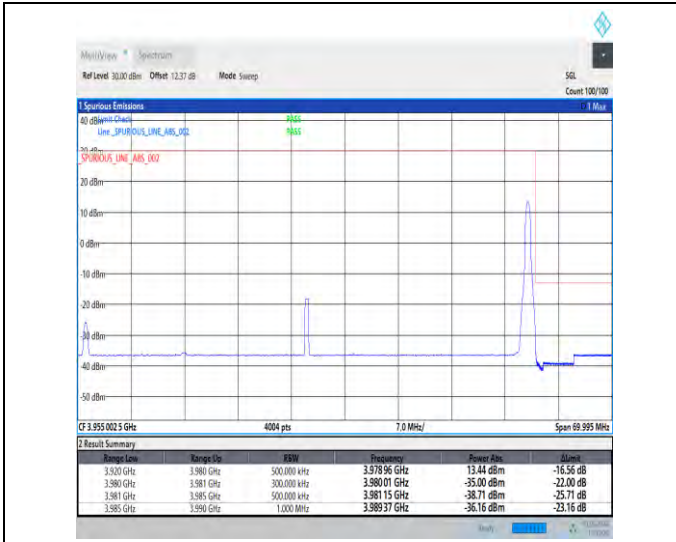 MultiView Spectrum
Ref Level 30.00 dBm Offset 12.37 dB Mode Sweep SGL
Count 100/100
1 Spurious Emissions 1 Max
40 dBm Limit Check PASS
Line _SPURIOUS_LINE_ABS_002 PASS
_SPURIOUS_LINE_ABS_002
20 dBm
10 dBm
0 dBm
-10 dBm
-20 dBm
-30 dBm
-40 dBm
-50 dBm
CF 3.955 002 5 GHz 4004 pts 7.0 MHz/ Span 69.995 MHz
2 Result Summary
Range Low Range Up RBW Frequency Power Abs ΔLimit
3.920 GHz 3.980 GHz 500.000 kHz 3.978 96 GHz 13.44 dBm -16.56 dB
3.980 GHz 3.981 GHz 300.000 kHz 3.980 01 GHz -35.00 dBm -22.00 dB
3.981 GHz 3.985 GHz 500.000 kHz 3.981 15 GHz -38.71 dBm -25.71 dB
3.985 GHz 3.990 GHz 1.000 MHz 3.989 37 GHz -36.16 dBm -23.16 dB
Ready